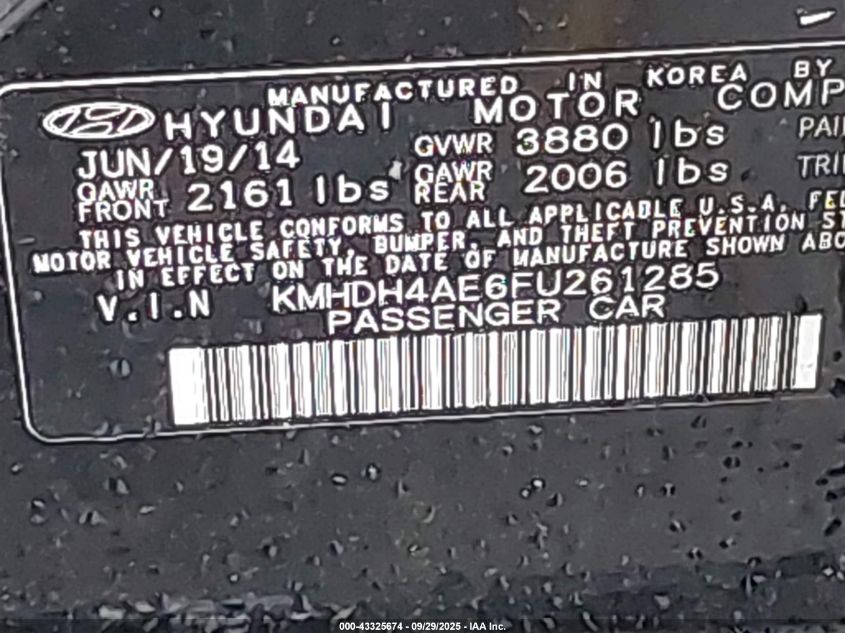 MANUFACTURED IN KOREA BY
HYUNDAI MOTOR COMP
JUN/19/14 GVWR 3880 lbs PAI
GAWR FRONT 2161 lbs GAWR REAR 2006 lbs TRI
THIS VEHICLE CONFORMS TO ALL APPLICABLE U.S.A. FE
MOTOR VEHICLE SAFETY, BUMPER, AND THEFT PREVENTION ST
IN EFFECT ON THE DATE OF MANUFACTURE SHOWN ABO
V.I.N KMHDH4AE6FU261285
PASSENGER CAR
000-43325674 - 09/29/2025 - IAA Inc.